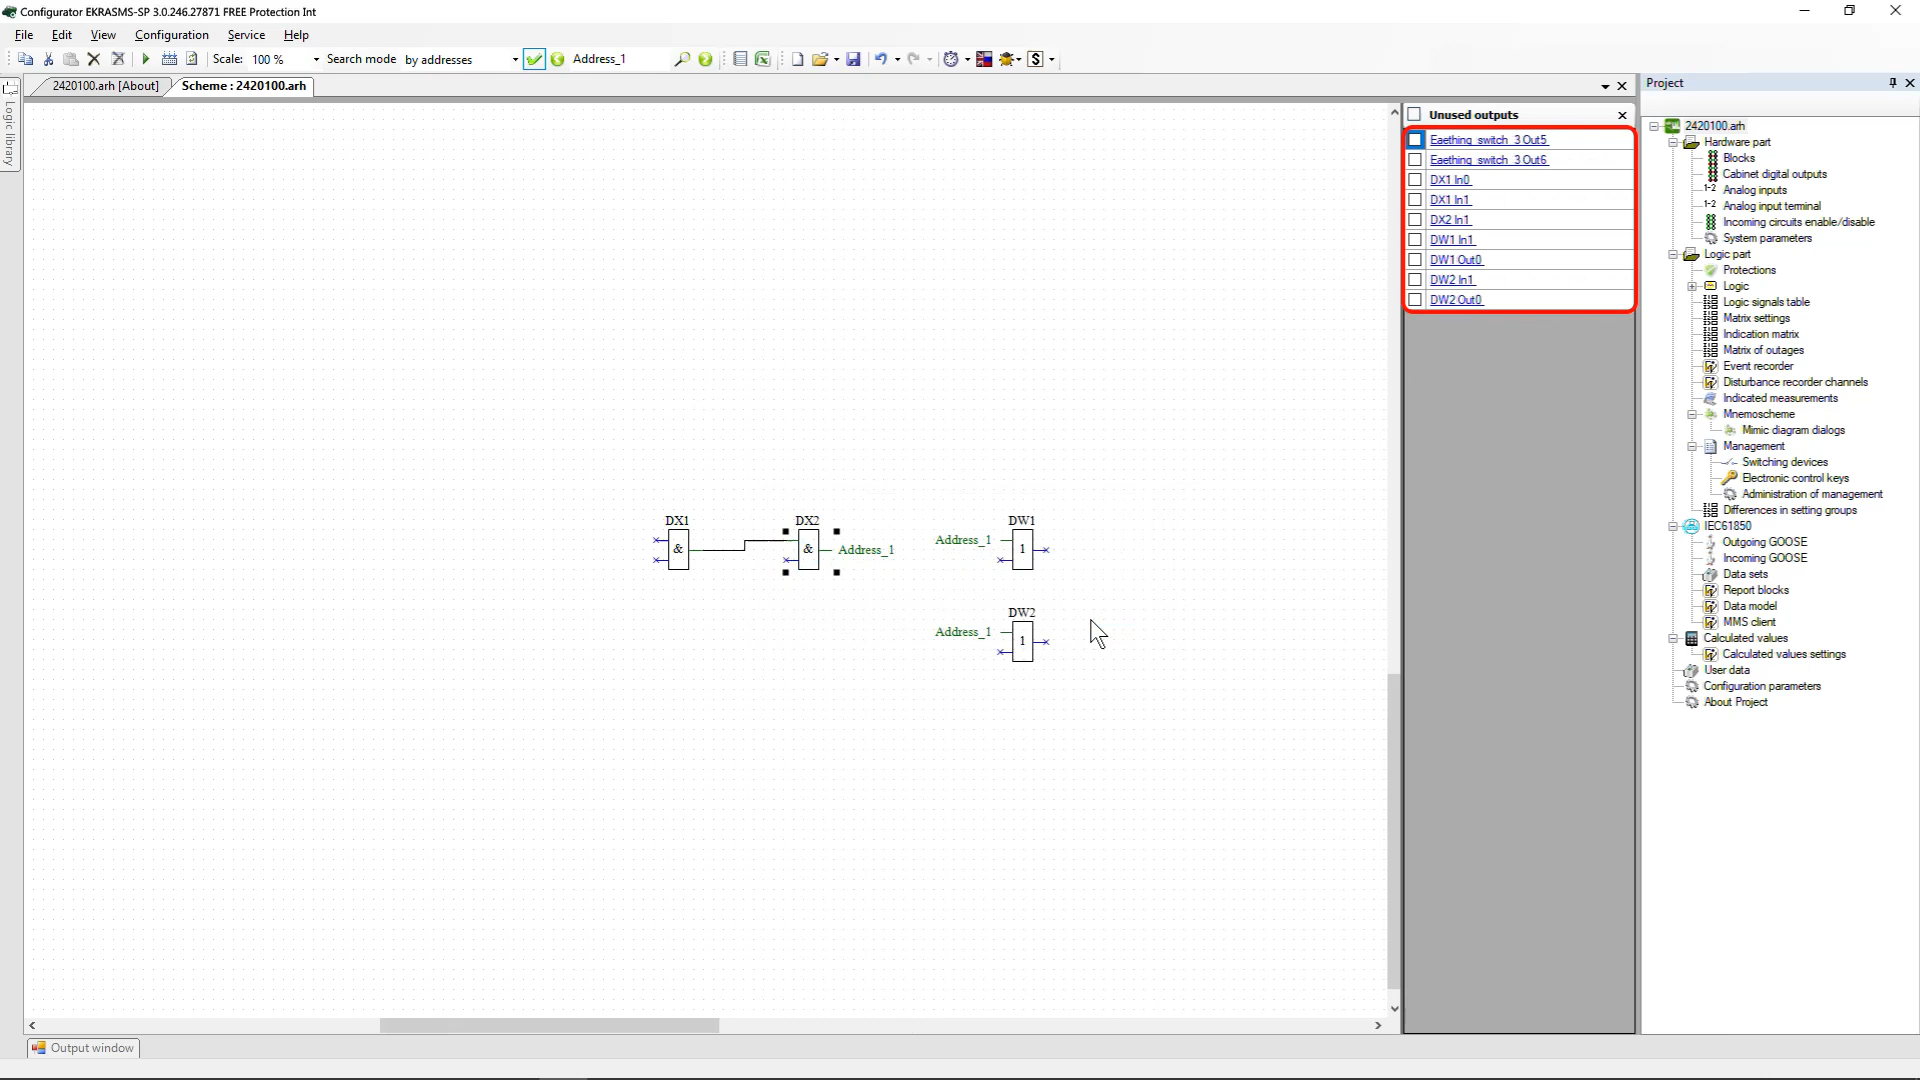 Configurator EKRASMS-SP 3.0.246.27871 FREE Protection Int
File Edit View Configuration Service Help
Scale: 100 % Search mode by addresses Address_1
2420100.arh [About] Scheme : 2420100.arh
Logic library
DX1 DX2 DW1
& & Address_1 Address_1 1
DW2
Address_1 1
Output window
Unused outputs
Eaething_switch_3 Out5
Eaething_switch_3 Out6
DX1 In0
DX1 In1
DX2 In1
DW1 In1
DW1 Out0
DW2 In1
DW2 Out0
Project
2420100.arh
Hardware part
Blocks
Cabinet digital outputs
Analog inputs
Analog input terminal
Incoming circuits enable/disable
System parameters
Logic part
Protections
Logic
Logic signals table
Matrix settings
Indication matrix
Matrix of outages
Event recorder
Disturbance recorder channels
Indicated measurements
Mnemoscheme
Mimic diagram dialogs
Management
Switching devices
Electronic control keys
Administration of management
Differences in setting groups
IEC61850
Outgoing GOOSE
Incoming GOOSE
Data sets
Report blocks
Data model
MMS client
Calculated values
Calculated values settings
User data
Configuration parameters
About Project